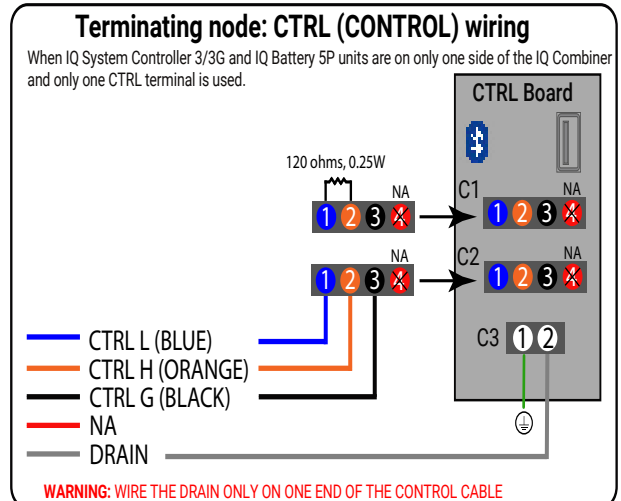 Terminating node: CTRL (CONTROL) wiring
When IQ System Controller 3/3G and IQ Battery 5P units are on only one side of the IQ Combiner
and only one CTRL terminal is used.
CTRL Board
120 ohms, 0.25W
NA
1 2 3 4
C1
NA
1 2 3 4
NA
1 2 3 4
C2
NA
1 2 3 4
C3 1 2
CTRL L (BLUE)
CTRL H (ORANGE)
CTRL G (BLACK)
NA
DRAIN
WARNING: WIRE THE DRAIN ONLY ON ONE END OF THE CONTROL CABLE